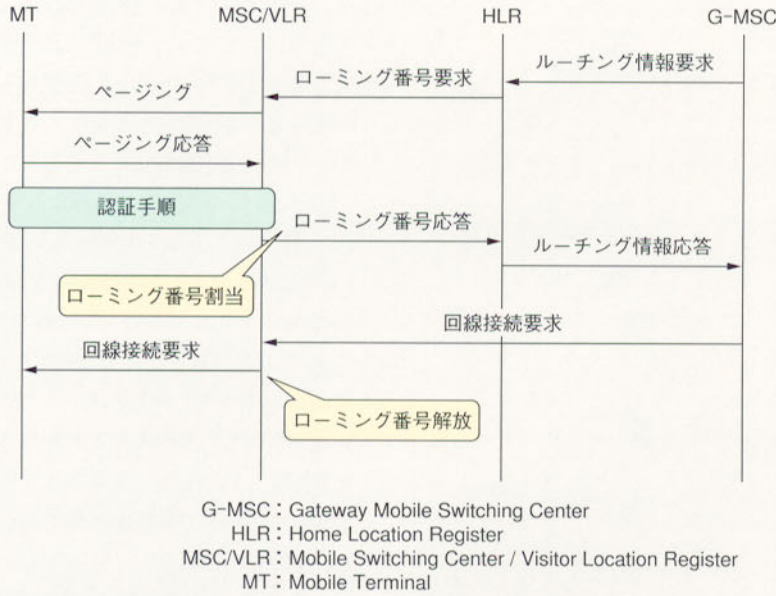 MT
MSC/VLR
HLR
G-MSC
ルーチング情報要求
ローミング番号要求
ページング
ページング応答
認証手順
ローミング番号応答
ルーチング情報応答
ローミング番号割当
回線接続要求
回線接続要求
ローミング番号解放
G-MSC：Gateway Mobile Switching Center
HLR：Home Location Register
MSC/VLR：Mobile Switching Center / Visitor Location Register
MT：Mobile Terminal